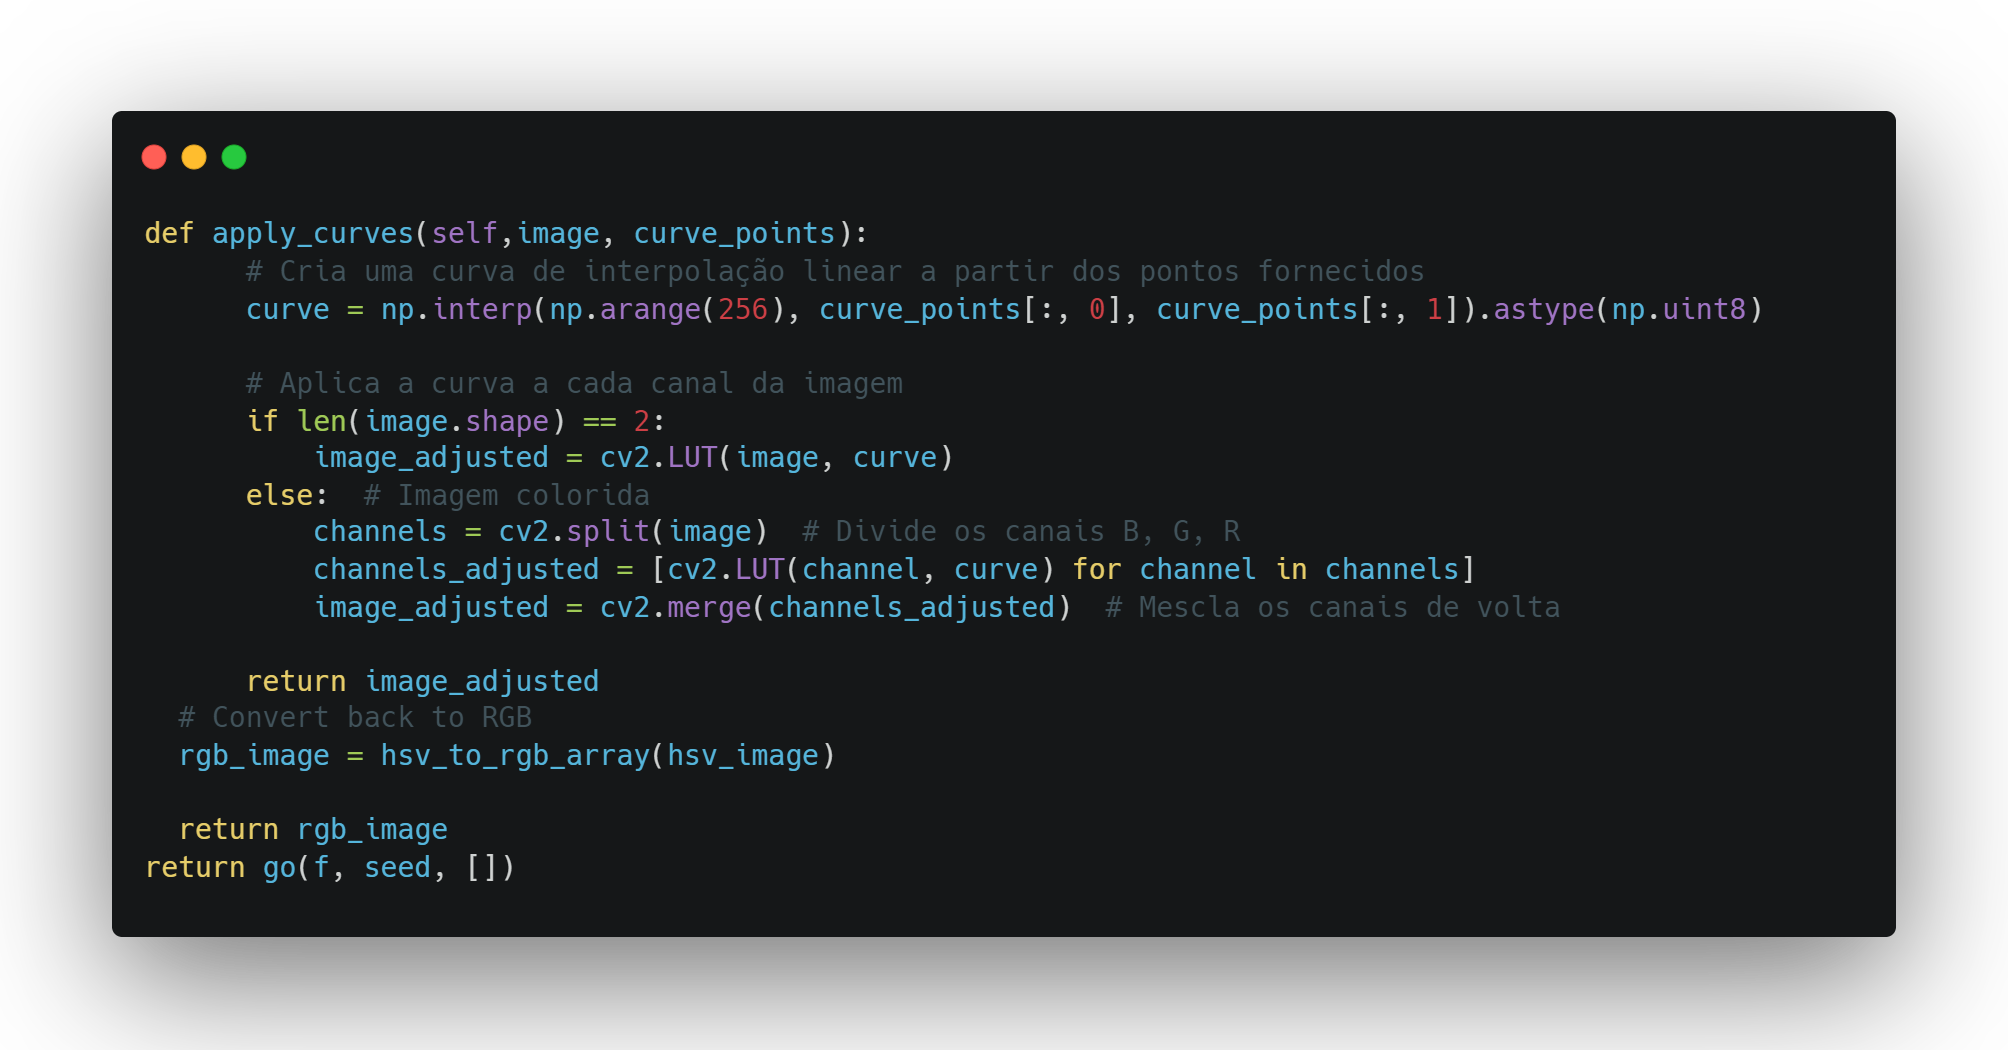 def apply_curves(self,image, curve_points):
      # Cria uma curva de interpolação linear a partir dos pontos fornecidos
      curve = np.interp(np.arange(256), curve_points[:, 0], curve_points[:, 1]).astype(np.uint8)

      # Aplica a curva a cada canal da imagem
      if len(image.shape) == 2:
          image_adjusted = cv2.LUT(image, curve)
      else:  # Imagem colorida
          channels = cv2.split(image)  # Divide os canais B, G, R
          channels_adjusted = [cv2.LUT(channel, curve) for channel in channels]
          image_adjusted = cv2.merge(channels_adjusted)  # Mescla os canais de volta

      return image_adjusted
  # Convert back to RGB
  rgb_image = hsv_to_rgb_array(hsv_image)

  return rgb_image
return go(f, seed, [])